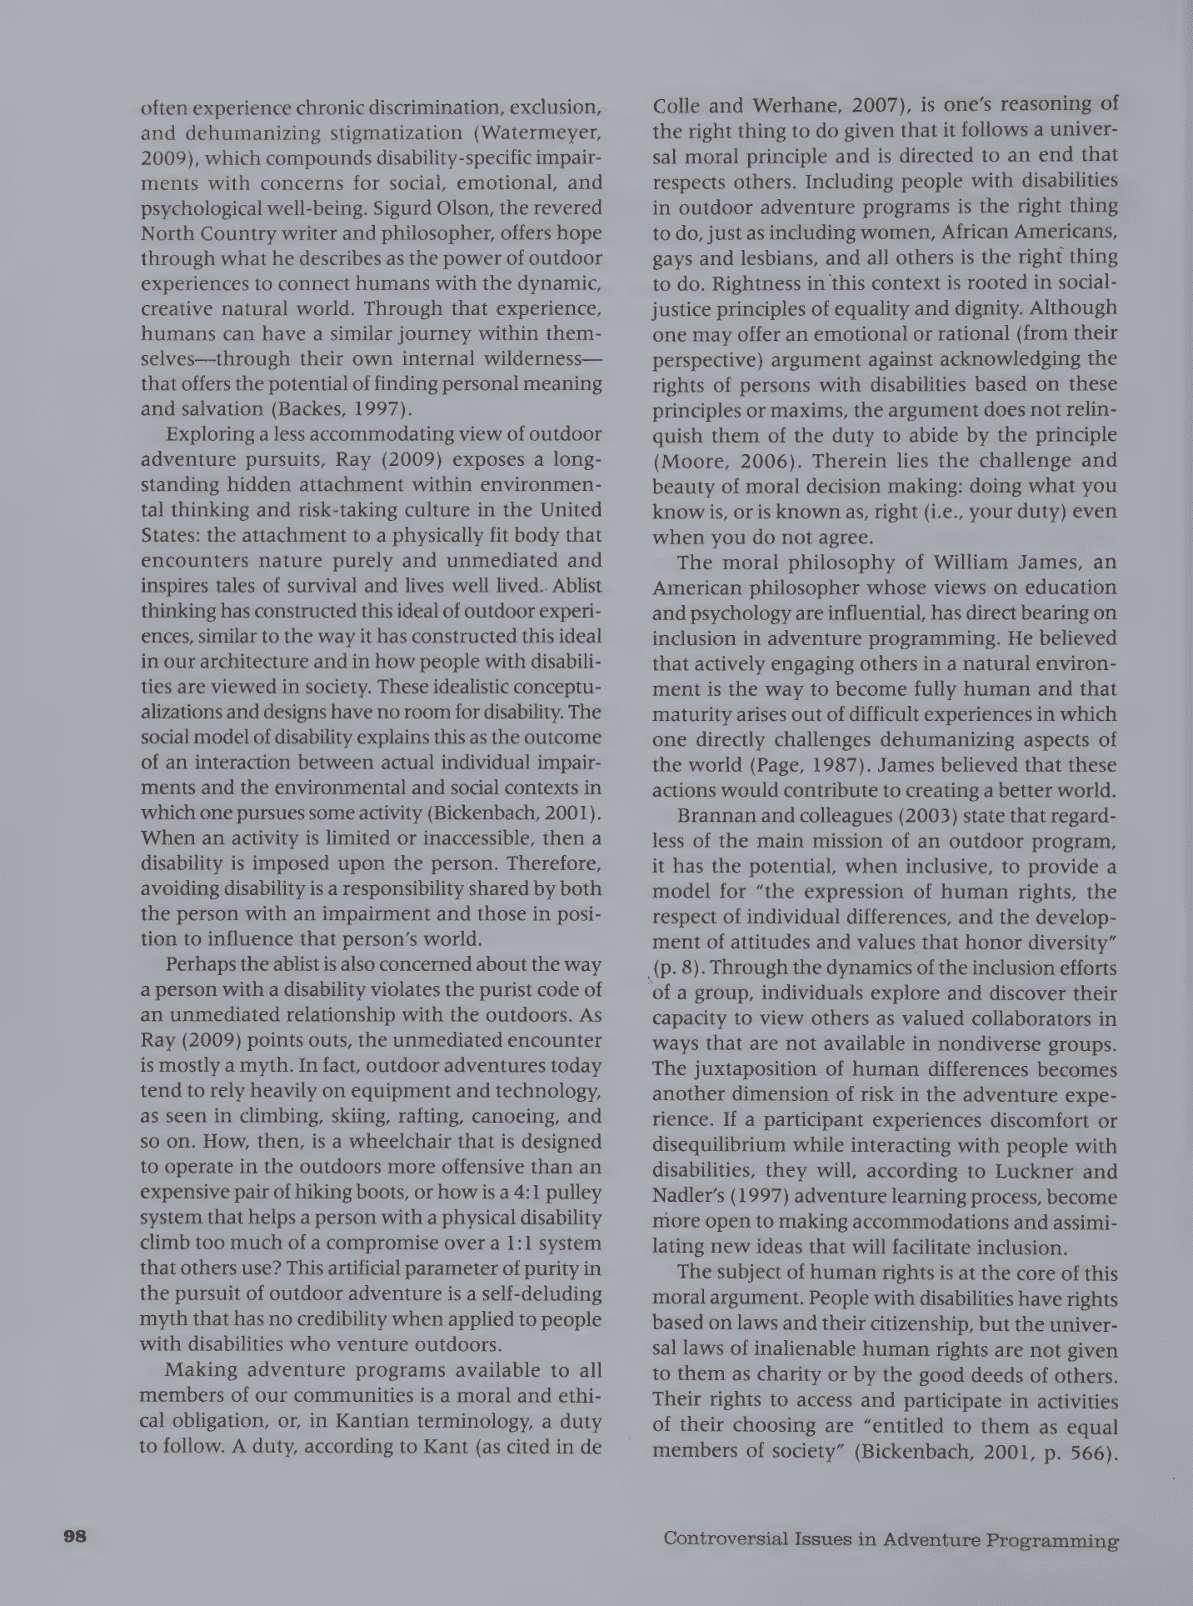 often experience chronic discrimination, exclusion,
and dehumanizing stigmatization (Watermeyer,
2009), which compounds disability-specific impair-
ments with concerns for social, emotional, and
psychological well-being. Sigurd Olson, the revered
North Country writer and philosopher, offers hope
through what he describes as the power of outdoor
experiences to connect humans with the dynamic,
creative natural world. Through that experience,
humans can have a similar journey within them-
selves—through their own internal wilderness—
that offers the potential of finding personal meaning
and salvation (Backes, 1997).
Exploring a less accommodating view of outdoor
adventure pursuits, Ray (2009) exposes a long-
standing hidden attachment within environmen-
tal thinking and risk-taking culture in the United
States: the attachment to a physically fit body that
encounters nature purely and unmediated and
inspires tales of survival and lives well lived. Ablist
thinking has constructed this ideal of outdoor experi-
ences, similar to the way it has constructed this ideal
in our architecture and in how people with disabili-
ties are viewed in society. These idealistic conceptu-
alizations and designs have no room for disability. The
social model of disability explains this as the outcome
of an interaction between actual individual impair-
ments and the environmental and social contexts in
which one pursues some activity (Bickenbach, 2001).
When an activity is limited or inaccessible, then a
disability is imposed upon the person. Therefore,
avoiding disability is a responsibility shared by both
the person with an impairment and those in posi-
tion to influence that person's world.
Perhaps the ablist is also concerned about the way
a person with a disability violates the purist code of
an unmediated relationship with the outdoors. As
Ray (2009) points outs, the unmediated encounter
is mostly a myth. In fact, outdoor adventures today
tend to rely heavily on equipment and technology,
as seen in climbing, skiing, rafting, canoeing, and
so on. How, then, is a wheelchair that is designed
to operate in the outdoors more offensive than an
expensive pair of hiking boots, or how is a 4:1 pulley
system that helps a person with a physical disability
climb too much of a compromise over a 1:1 system
that others use? This artificial parameter of purity in
the pursuit of outdoor adventure is a self-deluding
myth that has no credibility when applied to people
with disabilities who venture outdoors.
Making adventure programs available to all
members of our communities is a moral and ethi-
cal obligation, or, in Kantian terminology, a duty
to follow. A duty, according to Kant (as cited in de
Colle and Werhane, 2007), is one's reasoning of
the right thing to do given that it follows a univer-
sal moral principle and is directed to an end that
respects others. Including people with disabilities
in outdoor adventure programs is the right thing
to do, just as including women, African Americans,
gays and lesbians, and all others is the right thing
to do. Rightness in this context is rooted in social-
justice principles of equality and dignity. Although
one may offer an emotional or rational (from their
perspective) argument against acknowledging the
rights of persons with disabilities based on these
principles or maxims, the argument does not relin-
quish them of the duty to abide by the principle
(Moore, 2006). Therein lies the challenge and
beauty of moral decision making: doing what you
know is, or is known as, right (i.e., your duty) even
when you do not agree.
The moral philosophy of William James, an
American philosopher whose views on education
and psychology are influential, has direct bearing on
inclusion in adventure programming. He believed
that actively engaging others in a natural environ-
ment is the way to become fully human and that
maturity arises out of difficult experiences in which
one directly challenges dehumanizing aspects of
the world (Page, 1987). James believed that these
actions would contribute to creating a better world.
Brannan and colleagues (2003) state that regard-
less of the main mission of an outdoor program,
it has the potential, when inclusive, to provide a
model for "the expression of human rights, the
respect of individual differences, and the develop-
ment of attitudes and values that honor diversity"
(p. 8). Through the dynamics of the inclusion efforts
of a group, individuals explore and discover their
capacity to view others as valued collaborators in
ways that are not available in nondiverse groups.
The juxtaposition of human differences becomes
another dimension of risk in the adventure expe-
rience. If a participant experiences discomfort or
disequilibrium while interacting with people with
disabilities, they will, according to Luckner and
Nadler's (1997) adventure learning process, become
more open to making accommodations and assimi-
lating new ideas that will facilitate inclusion.
The subject of human rights is at the core of this
moral argument. People with disabilities have rights
based on laws and their citizenship, but the univer-
sal laws of inalienable human rights are not given
to them as charity or by the good deeds of others.
Their rights to access and participate in activities
of their choosing are "entitled to them as equal
members of society" (Bickenbach, 2001, p. 566).
98
Controversial Issues in Adventure Programming